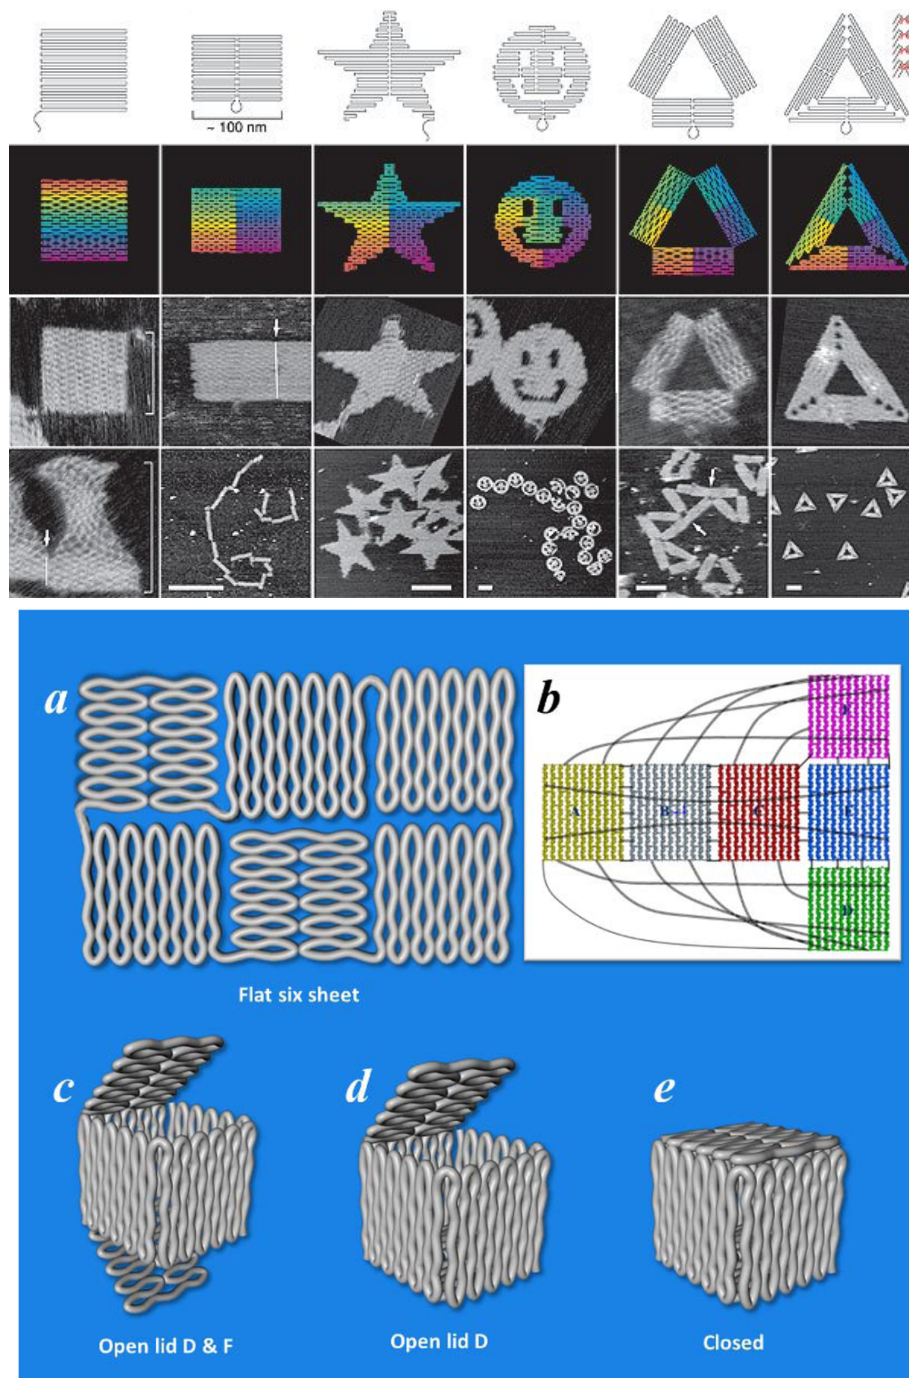 ~ 100 nm
a
b
A B C
D
Flat six sheet
c
d
e
Open lid D & F
Open lid D
Closed